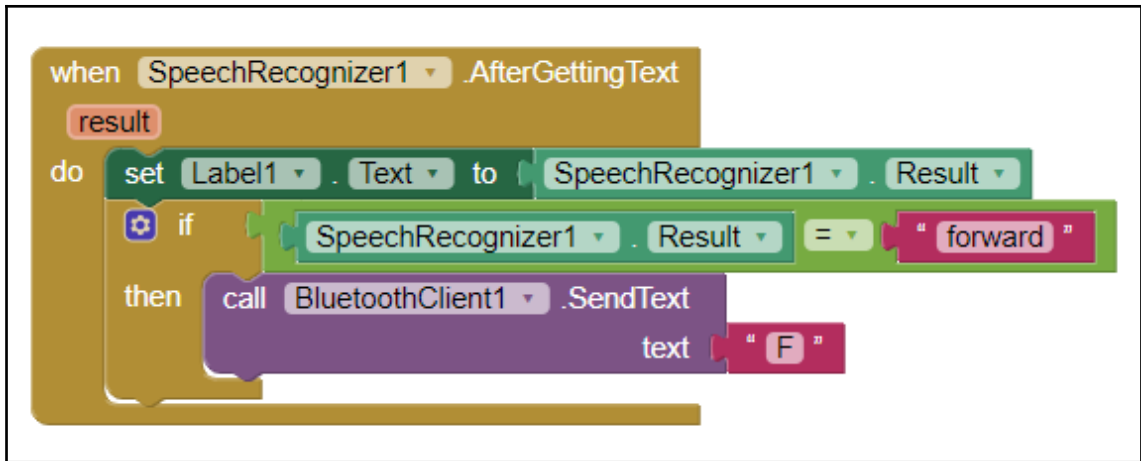 when SpeechRecognizer1 .AfterGettingText
result
do set Label1 . Text to SpeechRecognizer1 . Result
if SpeechRecognizer1 . Result = “ forward ”
then call BluetoothClient1 .SendText
text “ F ”